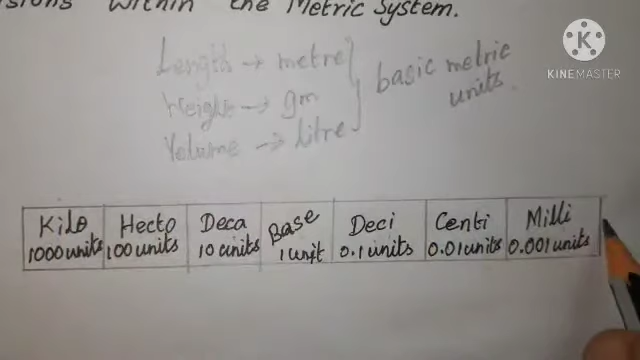 sions within the Metric System.
Length → metre
Weight → gm
Volume → Litre
basic metric
units.
KINEMASTER
Kilo Hecto Deca Base Deci Centi Milli
1000 units 100 units 10 units 1 unit 0.1 units 0.01 units 0.001 units